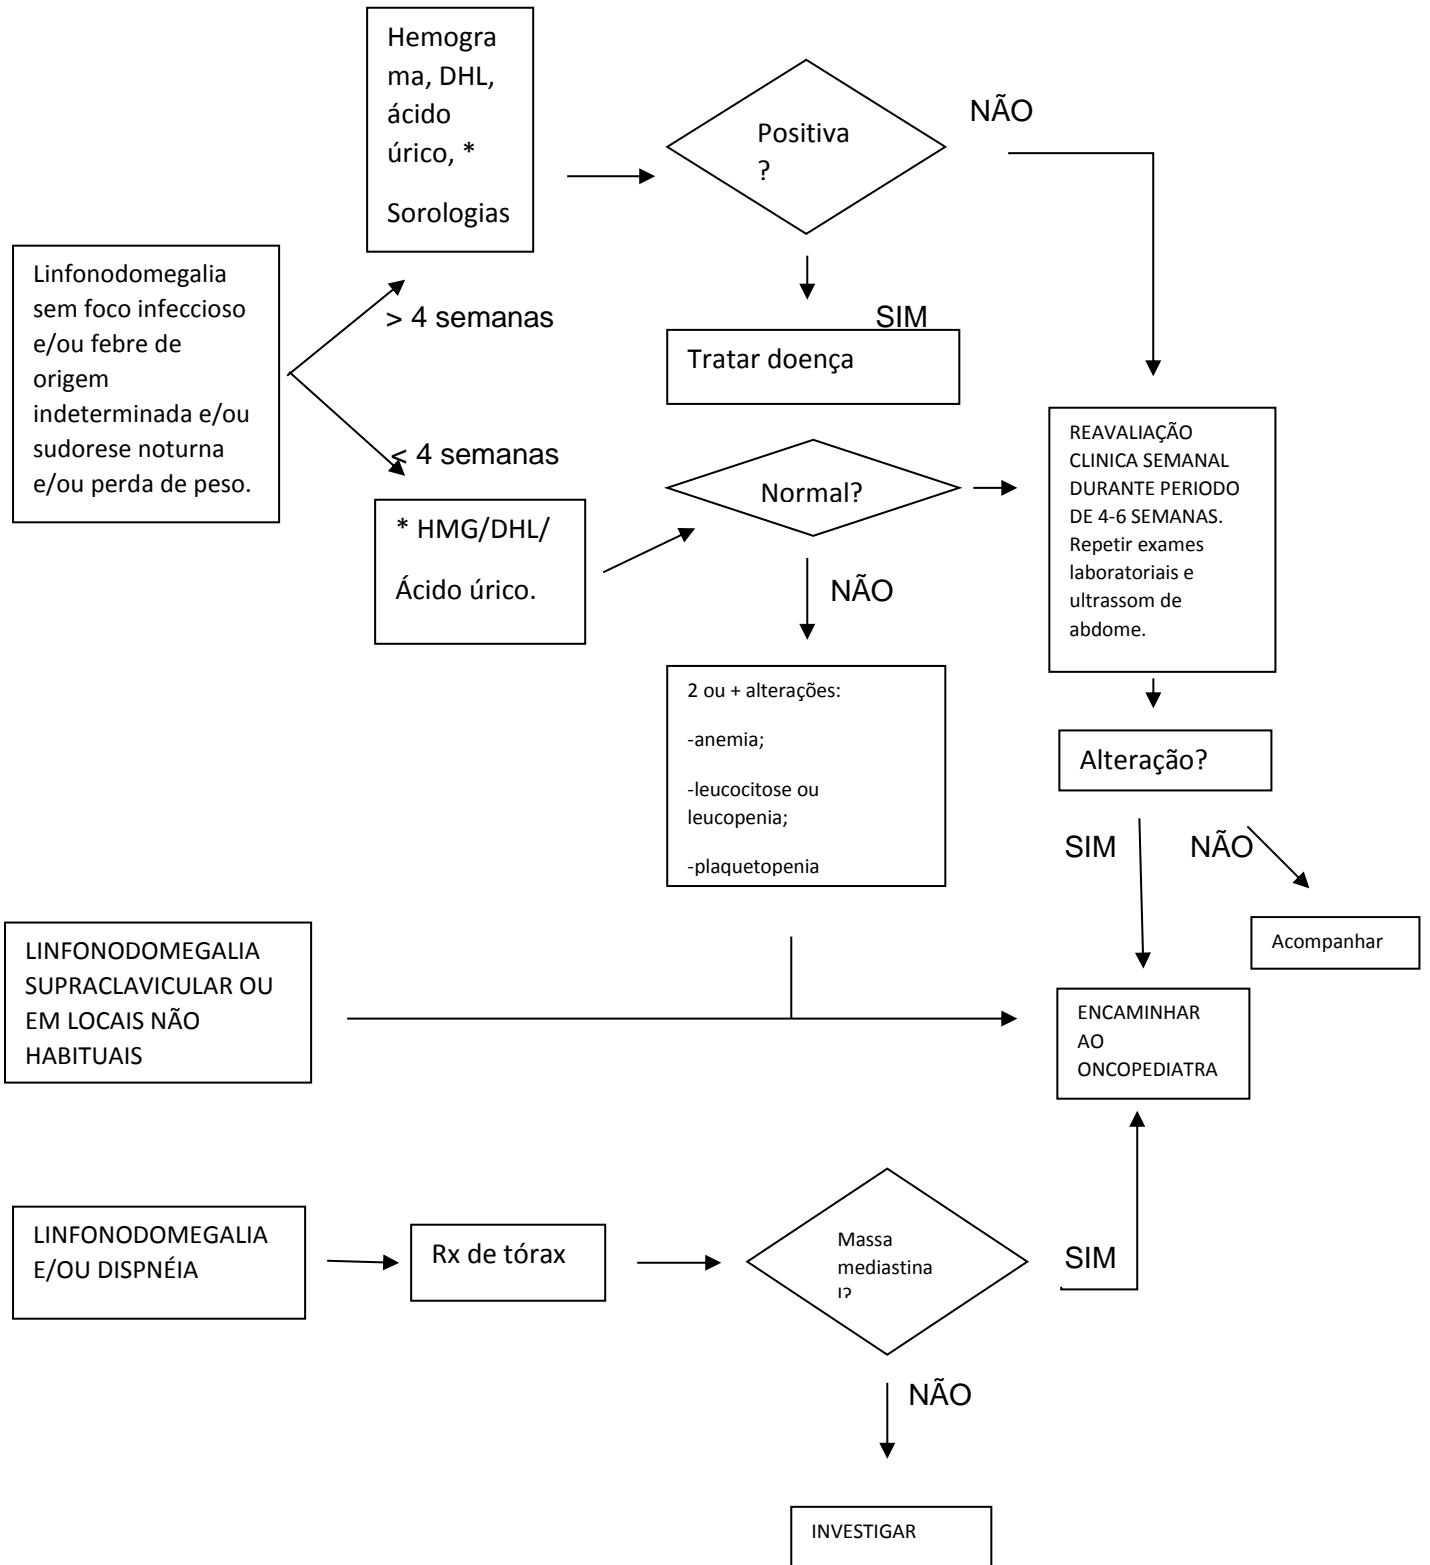 Hemogra
ma, DHL,
ácido
úrico, *
Sorologias
Positiva
?
NÃO
Linfonodomegalia
sem foco infeccioso
e/ou febre de
origem
indeterminada e/ou
sudorese noturna
e/ou perda de peso.
> 4 semanas
SIM
Tratar doença
< 4 semanas
* HMG/DHL/
Ácido úrico.
Normal?
NÃO
REAVALIAÇÃO
CLINICA SEMANAL
DURANTE PERIODO
DE 4-6 SEMANAS.
Repetir exames
laboratoriais e
ultrassom de
abdome.
2 ou + alterações:
-anemia;
-leucocitose ou
leucopenia;
-plaquetopenia
Alteração?
SIM
NÃO
Acompanhar
LINFONODOMEGALIA
SUPRACLAVICULAR OU
EM LOCAIS NÃO
HABITUAIS
ENCAMINHAR
AO
ONCOPEDIATRA
LINFONODOMEGALIA
E/OU DISPNÉIA
Rx de tórax
Massa
mediastina
l?
SIM
NÃO
INVESTIGAR